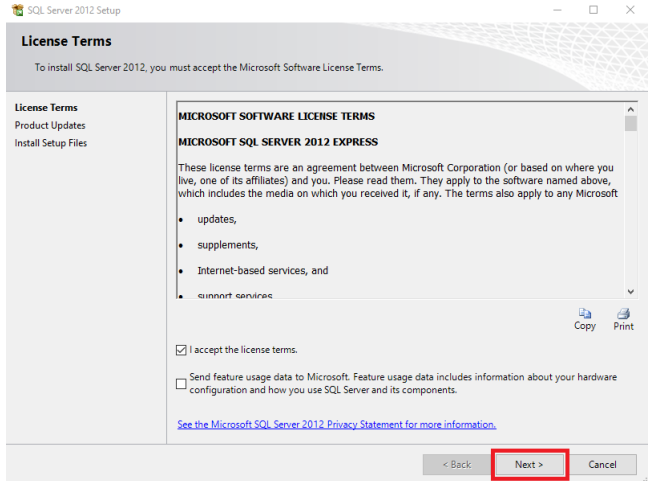 SQL Server 2012 Setup
License Terms
To install SQL Server 2012, you must accept the Microsoft Software License Terms.
License Terms
Product Updates
Install Setup Files
MICROSOFT SOFTWARE LICENSE TERMS
MICROSOFT SQL SERVER 2012 EXPRESS
These license terms are an agreement between Microsoft Corporation (or based on where you
live, one of its affiliates) and you. Please read them. They apply to the software named above,
which includes the media on which you received it, if any. The terms also apply to any Microsoft
• updates,
• supplements,
• Internet-based services, and
• support services
Copy Print
I accept the license terms.
Send feature usage data to Microsoft. Feature usage data includes information about your hardware
configuration and how you use SQL Server and its components.
See the Microsoft SQL Server 2012 Privacy Statement for more information.
< Back Next > Cancel